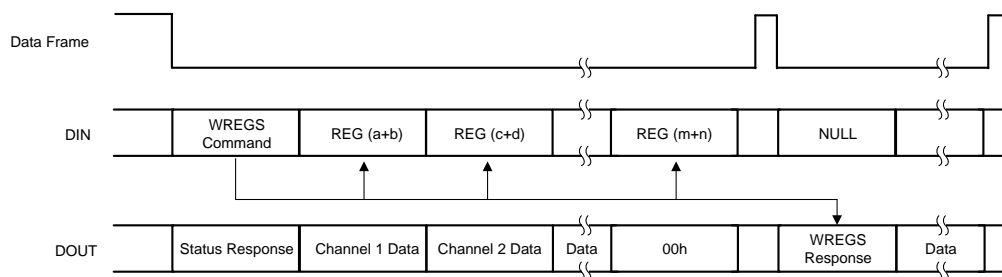 Data Frame
DIN
WREGS
Command
REG (a+b)
REG (c+d)
REG (m+n)
NULL
DOUT
Status Response
Channel 1 Data
Channel 2 Data
Data
00h
WREGS
Response
Data